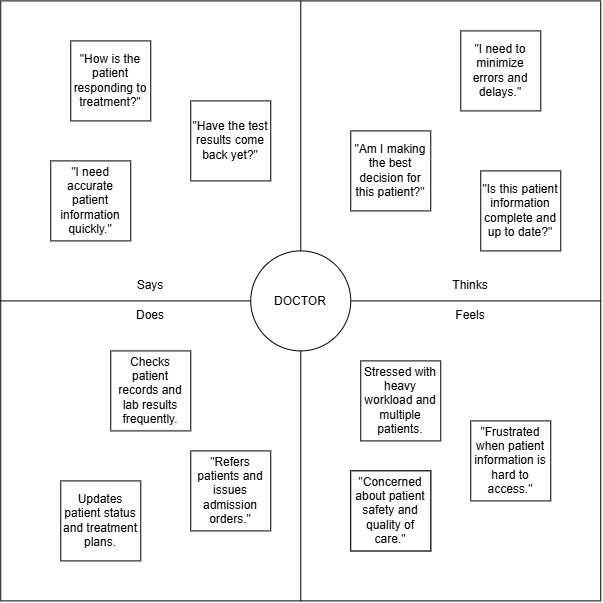 "How is the
patient
responding to
treatment?"
"Have the test
results come
back yet?"
"I need
accurate
patient
information
quickly."
Says
"I need to
minimize
errors and
delays."
"Am I making
the best
decision for
this patient?"
"Is this patient
information
complete and
up to date?"
Thinks
DOCTOR
Does
Checks
patient
records and
lab results
frequently.
"Refers
patients and
issues
admission
orders."
Updates
patient status
and treatment
plans.
Feels
Stressed with
heavy
workload and
multiple
patients.
"Frustrated
when patient
information is
hard to
access."
"Concerned
about patient
safety and
quality of
care."